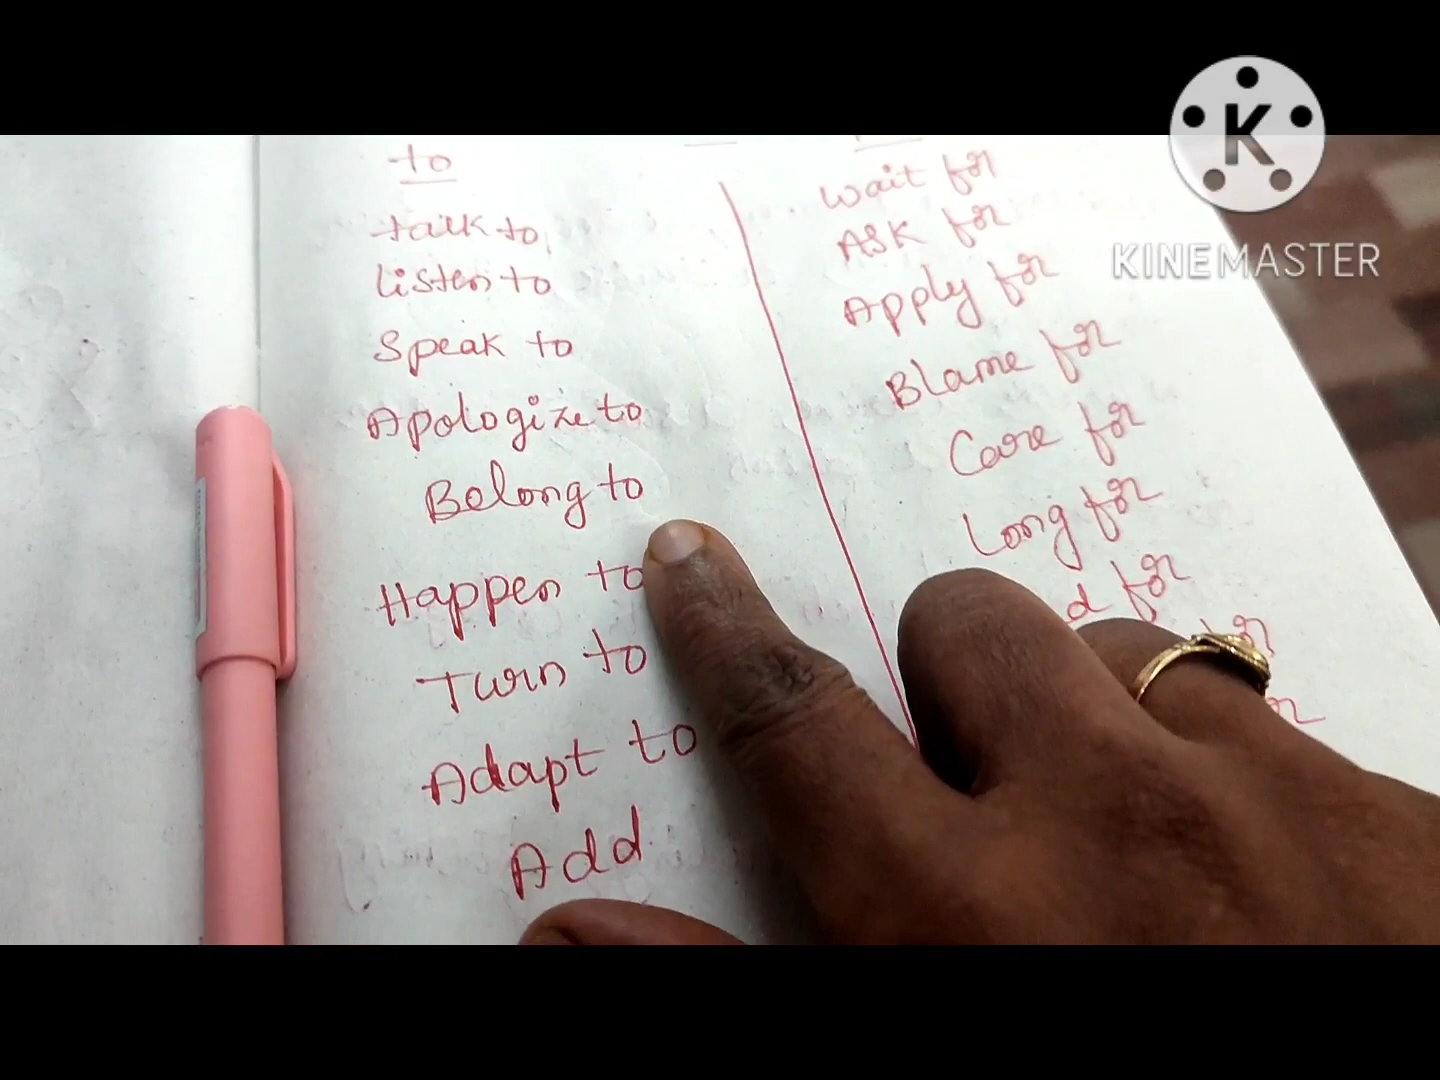 to
talk to
Listen to
Speak to
Apologize to
Belong to
Happen to
Turn to
Adapt to
Add
wait for
Ask for
Apply for
Blame for
Care for
Long for
for
K
KINEMASTER